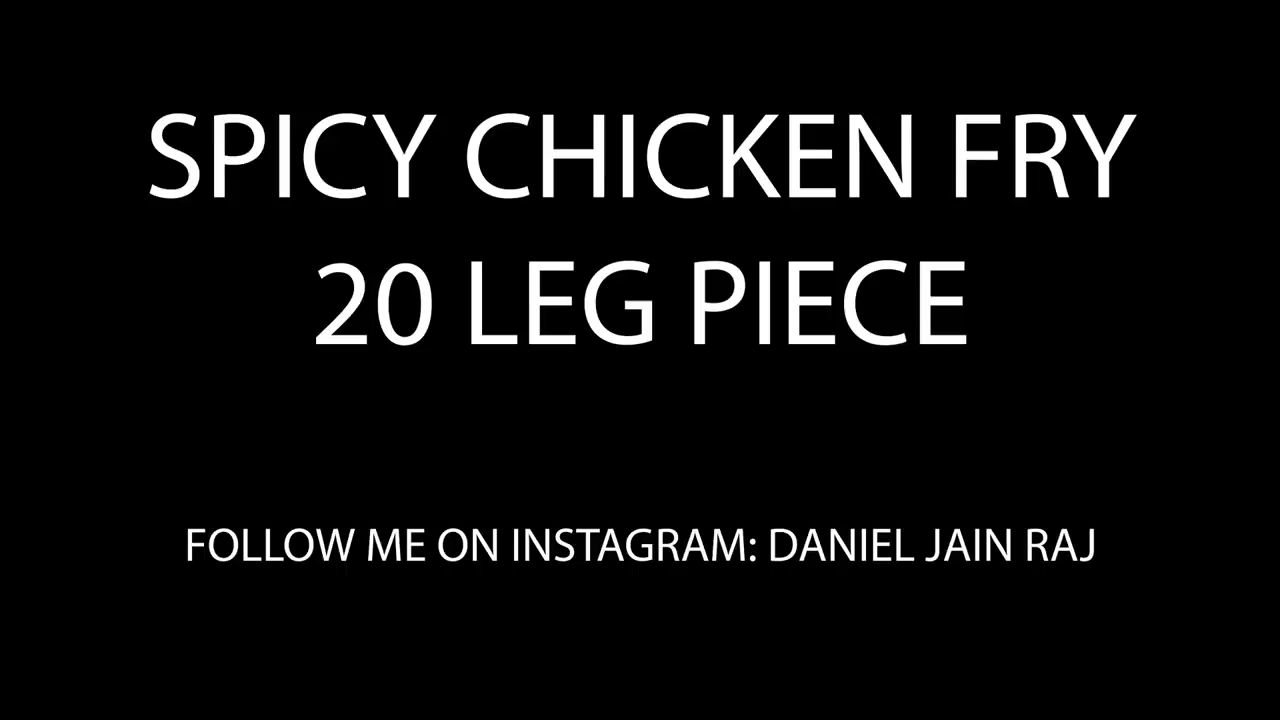 SPICY CHICKEN FRY
20 LEG PIECE
FOLLOW ME ON INSTAGRAM: DANIEL JAIN RAJ